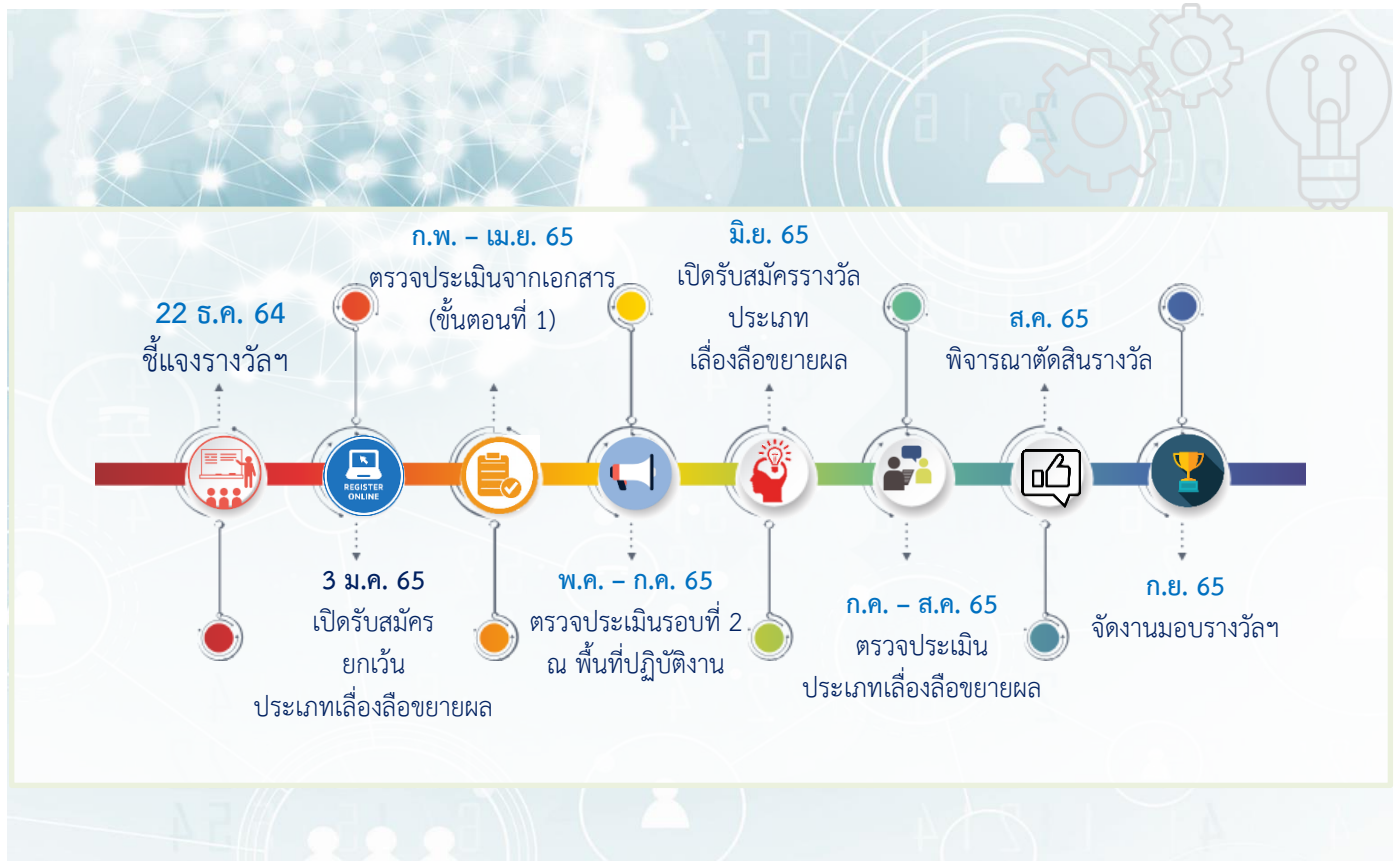 22 ธ.ค. 64
ชี้แจงรางวัลฯ
REGISTER
ONLINE
3 ม.ค. 65
เปิดรับสมัคร
ยกเว้น
ประเภทเลื่องลือขยายผล
ก.พ. – เม.ย. 65
ตรวจประเมินจากเอกสาร
(ขั้นตอนที่ 1)
พ.ค. – ก.ค. 65
ตรวจประเมินรอบที่ 2
ณ พื้นที่ปฏิบัติงาน
มิ.ย. 65
เปิดรับสมัครรางวัล
ประเภท
เลื่องลือขยายผล
ก.ค. – ส.ค. 65
ตรวจประเมิน
ประเภทเลื่องลือขยายผล
ส.ค. 65
พิจารณาตัดสินรางวัล
ก.ย. 65
จัดงานมอบรางวัลฯ